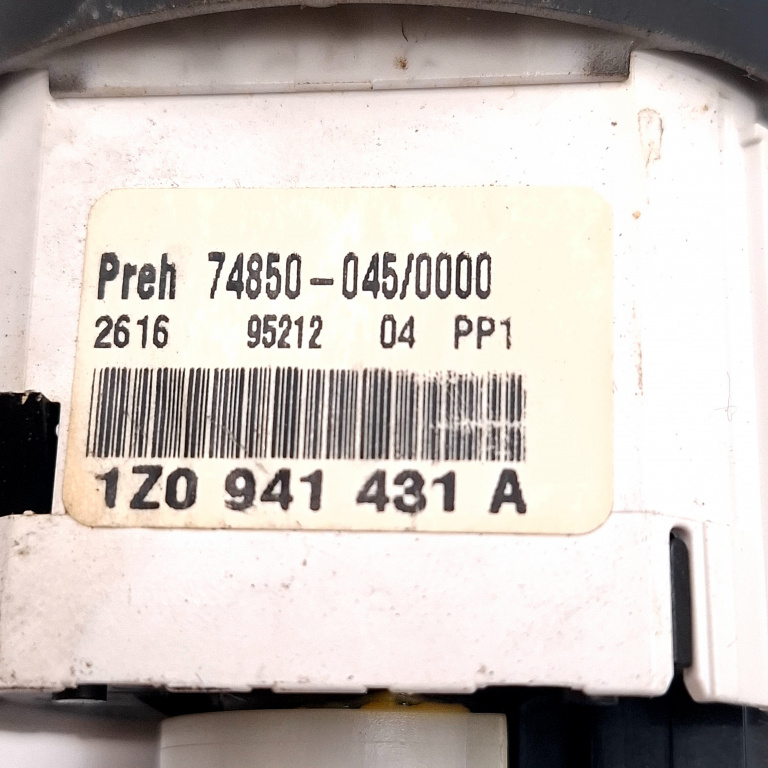 Preh 74850-045/0000
2616 95212 04 PP1
1Z0 941 431 A